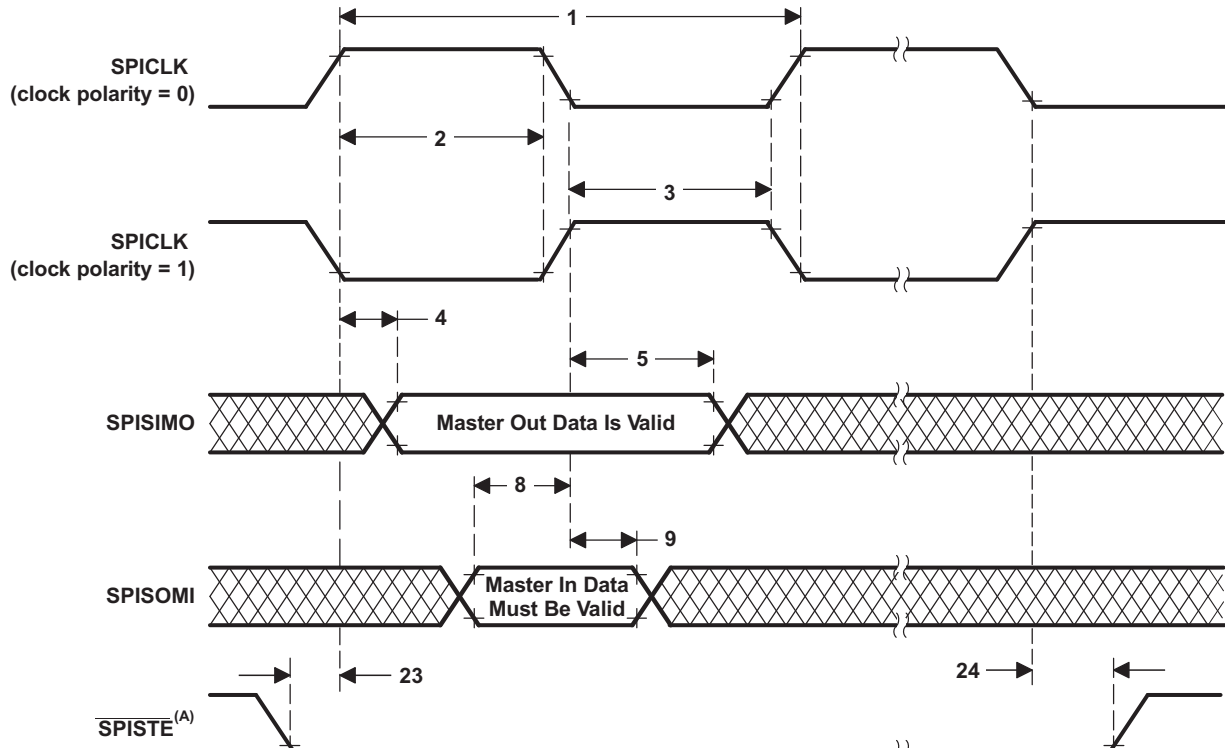 1
SPICLK
(clock polarity = 0)
2
3
SPICLK
(clock polarity = 1)
4
5
SPISIMO
Master Out Data Is Valid
8
9
SPISOMI
Master In Data
Must Be Valid
23
24
SPISTE(A)